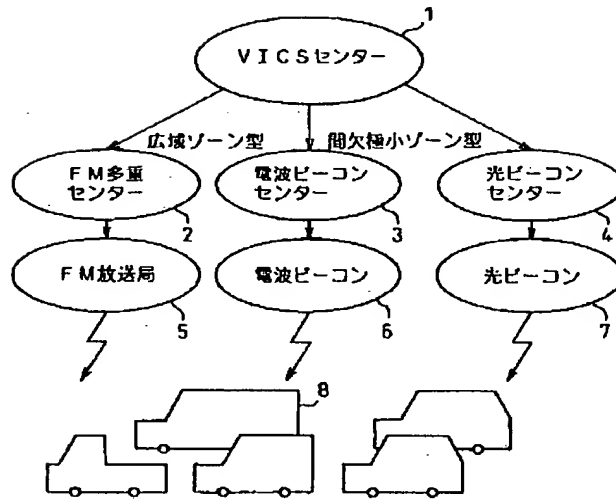 1
VICSセンター
広域ゾーン型
間欠極小ゾーン型
FM多重
センター
電波ビーコン
センター
光ビーコン
センター
2
3
4
FM放送局
電波ビーコン
光ビーコン
5
6
7
8